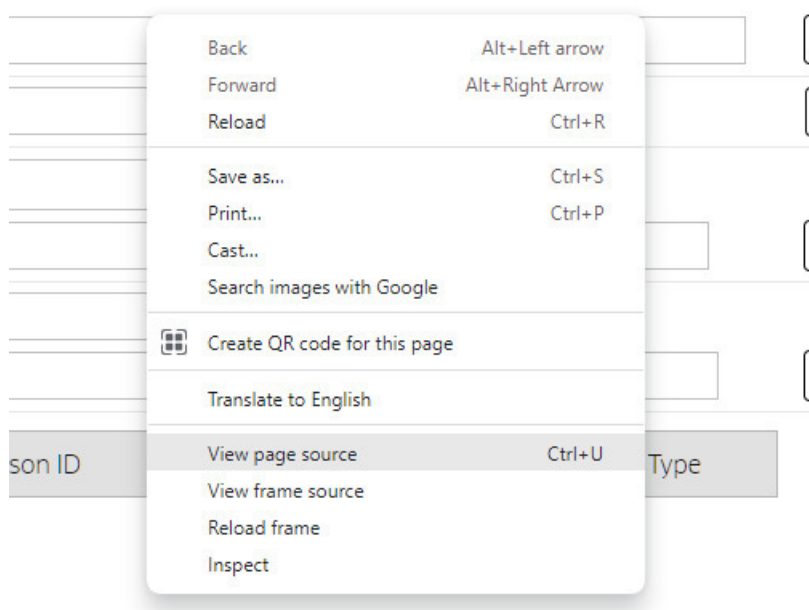 Back Alt+Left arrow
Forward Alt+Right Arrow
Reload Ctrl+R
Save as... Ctrl+S
Print... Ctrl+P
Cast...
Search images with Google
Create QR code for this page
Translate to English
View page source Ctrl+U
son ID Type
View frame source
Reload frame
Inspect